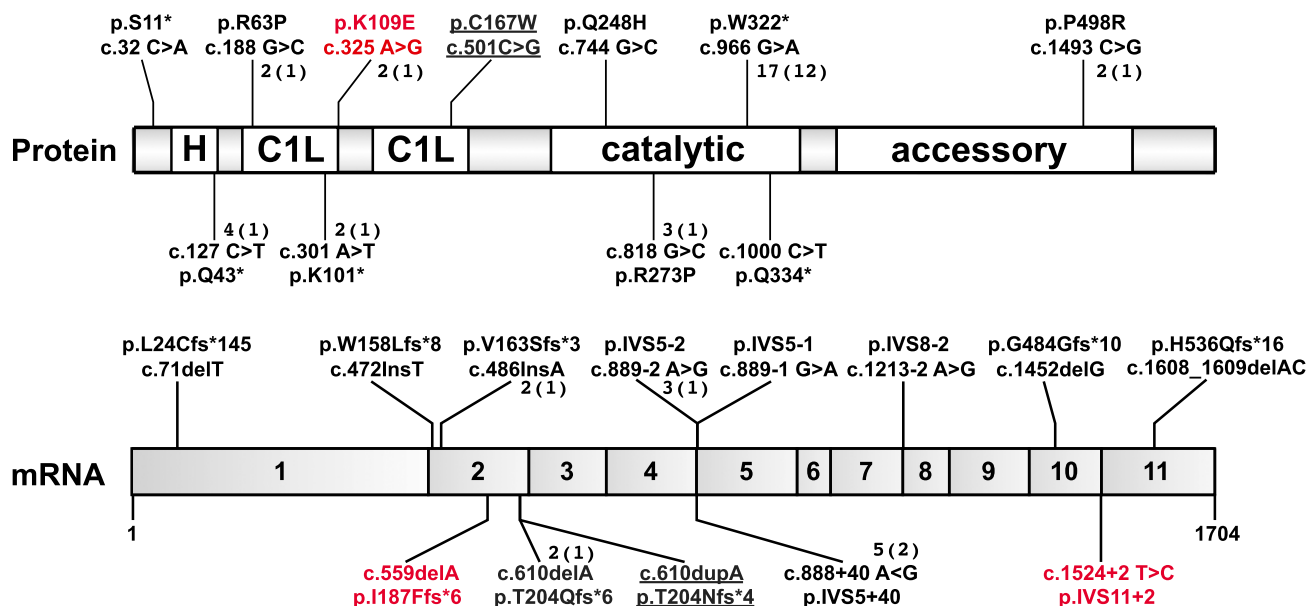 p.S11* p.R63P p.K109E p.C167W p.Q248H p.W322* p.P498R
c.32 C>A c.188 G>C c.325 A>G c.501C>G c.744 G>C c.966 G>A c.1493 C>G
2(1) 2(1) 17(12) 2(1)
Protein H C1L C1L catalytic accessory
4(1) 2(1) 3(1)
c.127 C>T c.301 A>T c.818 G>C c.1000 C>T
p.Q43* p.K101* p.R273P p.Q334*
p.L24Cfs*145 p.W158Lfs*8 p.V163Sfs*3 p.IVS5-2 p.IVS5-1 p.IVS8-2 p.G484Gfs*10 p.H536Qfs*16
c.71delT c.472InsT c.486InsA c.889-2 A>G c.889-1 G>A c.1213-2 A>G c.1452delG c.1608_1609delAC
2(1) 3(1)
mRNA 1 2 3 4 5 6 7 8 9 10 11
1 1704
2(1) 5(2)
c.559delA c.610delA c.610dupA c.888+40 A<G c.1524+2 T>C
p.I187Ffs*6 p.T204Qfs*6 p.T204Nfs*4 p.IVS5+40 p.IVS11+2